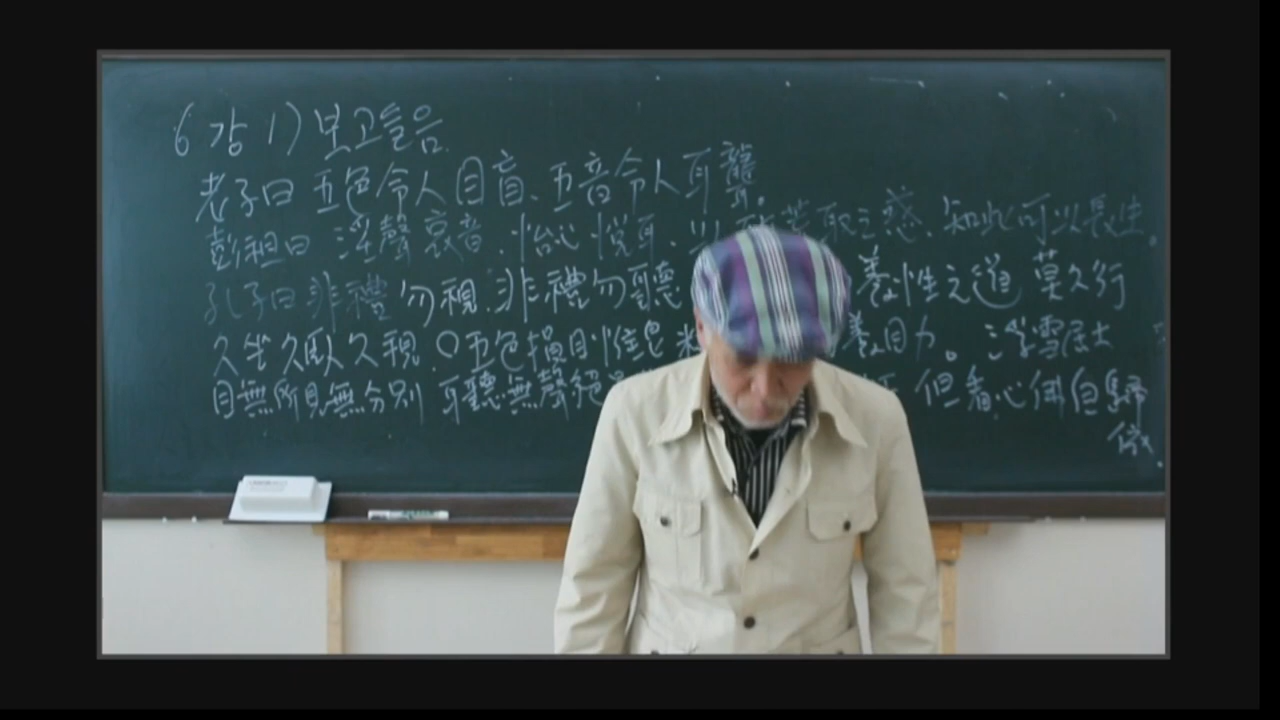 6강 1) 보고들음
老子曰 五色令人目盲、五音令人耳聾。
彭祖曰 淫聲哀音、怡心悅耳、以 之惑、知此可以長生。
孔子曰 非禮勿視、非禮勿聽 養性之道 莫久行
久坐久臥久視 ○五色損目惟 養目力。 浮雪居士
目無所見無分別 耳聽無聲絕 但看心佛自歸